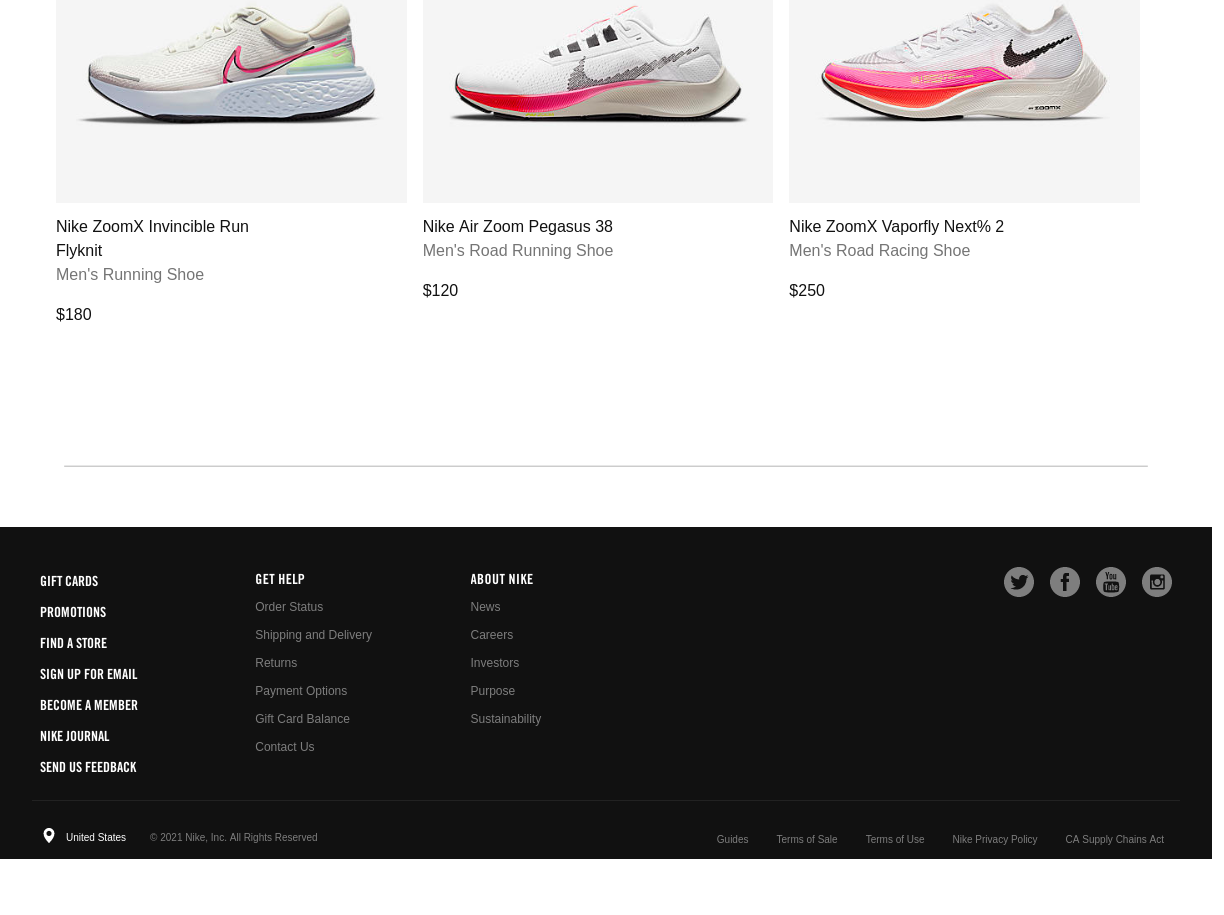 Nike ZoomX Invincible Run
Flyknit
Men's Running Shoe
$180
Nike Air Zoom Pegasus 38
Men's Road Running Shoe
$120
Nike ZoomX Vaporfly Next% 2
Men's Road Racing Shoe
$250
GIFT CARDS
PROMOTIONS
FIND A STORE
SIGN UP FOR EMAIL
BECOME A MEMBER
NIKE JOURNAL
SEND US FEEDBACK
GET HELP
Order Status
Shipping and Delivery
Returns
Payment Options
Gift Card Balance
Contact Us
ABOUT NIKE
News
Careers
Investors
Purpose
Sustainability
You
Tube
United States
© 2021 Nike, Inc. All Rights Reserved
Guides
Terms of Sale
Terms of Use
Nike Privacy Policy
CA Supply Chains Act